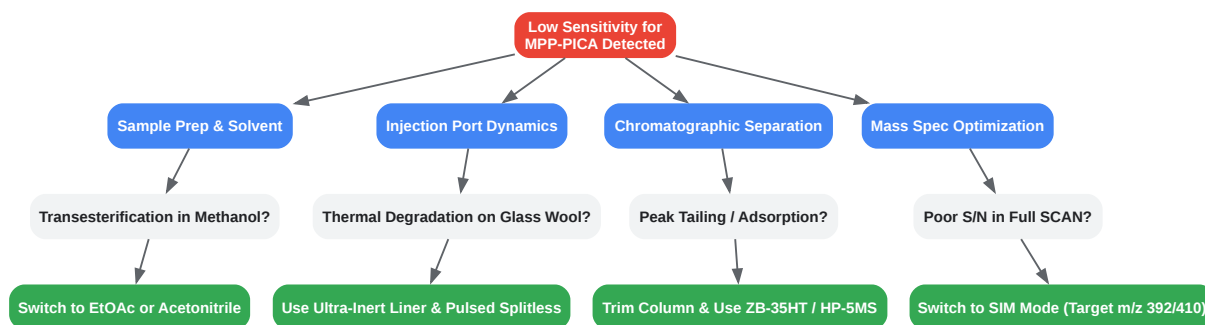 Low Sensitivity for
MPP-PICA Detected
Sample Prep & Solvent
Injection Port Dynamics
Chromatographic Separation
Mass Spec Optimization
Transesterification in Methanol?
Thermal Degradation on Glass Wool?
Peak Tailing / Adsorption?
Poor S/N in Full SCAN?
Switch to EtOAc or Acetonitrile
Use Ultra-Inert Liner & Pulsed Splitless
Trim Column & Use ZB-35HT / HP-5MS
Switch to SIM Mode (Target m/z 392/410)